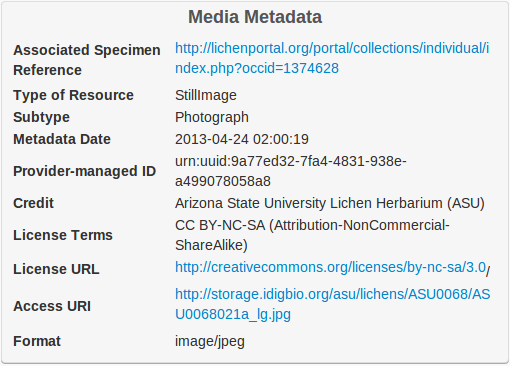 Media Metadata
Associated Specimen Reference http://lichenportal.org/portal/collections/individual/i
ndex.php?occid=1374628
Type of Resource StillImage
Subtype Photograph
Metadata Date 2013-04-24 02:00:19
Provider-managed ID urn:uuid:9a77ed32-7fa4-4831-938e-
a499078058a8
Credit Arizona State University Lichen Herbarium (ASU)
License Terms CC BY-NC-SA (Attribution-NonCommercial-
ShareAlike)
License URL http://creativecommons.org/licenses/by-nc-sa/3.0/
Access URI http://storage.idigbio.org/asu/lichens/ASU0068/AS
U0068021a_lg.jpg
Format image/jpeg